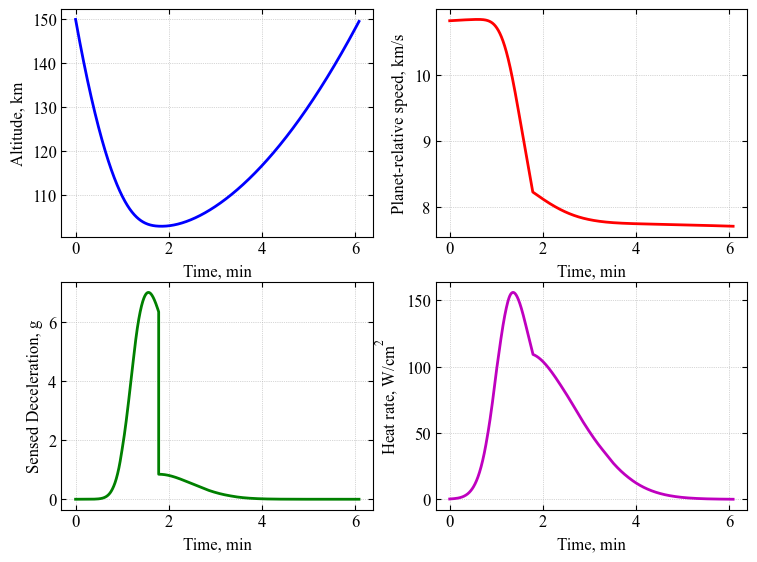 150
140
130
120
110
0 2 4 6
Altitude, km
Time, min
10
9
8
0 2 4 6
Planet-relative speed, km/s
Time, min
6
4
2
0
0 2 4 6
Sensed Deceleration, g
Time, min
150
100
50
0
0 2 4 6
Heat rate, W/cm²
Time, min